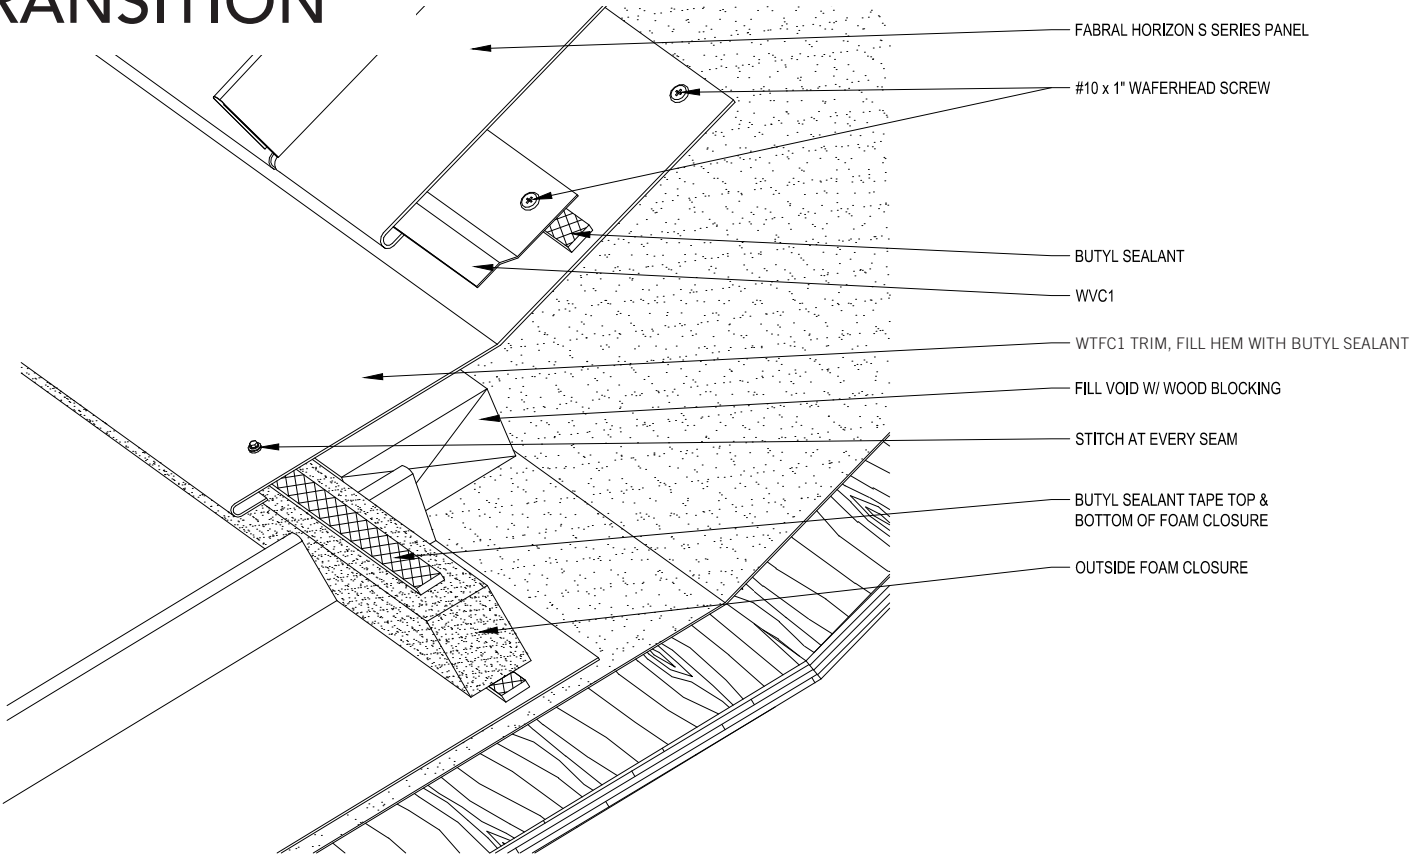 RANSITION
FABRAL HORIZON S SERIES PANEL
#10 x 1" WAFERHEAD SCREW
BUTYL SEALANT
WVC1
WTFC1 TRIM, FILL HEM WITH BUTYL SEALANT
FILL VOID W/ WOOD BLOCKING
STITCH AT EVERY SEAM
BUTYL SEALANT TAPE TOP &
BOTTOM OF FOAM CLOSURE
OUTSIDE FOAM CLOSURE